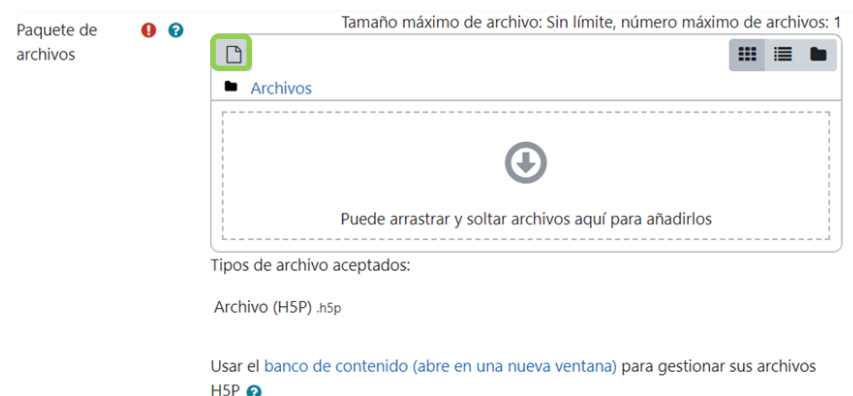 Tamaño máximo de archivo: Sin límite, número máximo de archivos: 1
Paquete de
archivos
Archivos
Puede arrastrar y soltar archivos aquí para añadirlos
Tipos de archivo aceptados:
Archivo (H5P) .h5p
Usar el banco de contenido (abre en una nueva ventana) para gestionar sus archivos
H5P